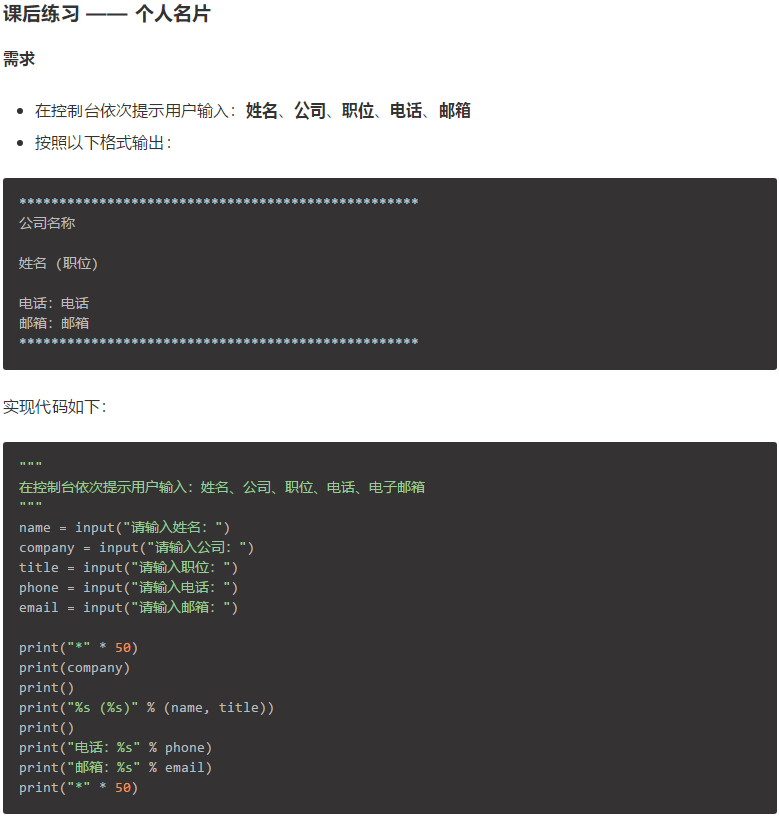 课后练习 —— 个人名片
需求
• 在控制台依次提示用户输入：姓名、公司、职位、电话、邮箱
• 按照以下格式输出：
**************************************************
公司名称
姓名 (职位)
电话：电话
邮箱：邮箱
**************************************************
实现代码如下：
"""
在控制台依次提示用户输入：姓名、公司、职位、电话、电子邮箱
"""
name = input("请输入姓名：")
company = input("请输入公司：")
title = input("请输入职位：")
phone = input("请输入电话：")
email = input("请输入邮箱：")
print("*" * 50)
print(company)
print()
print("%s (%s)" % (name, title))
print()
print("电话：%s" % phone)
print("邮箱：%s" % email)
print("*" * 50)